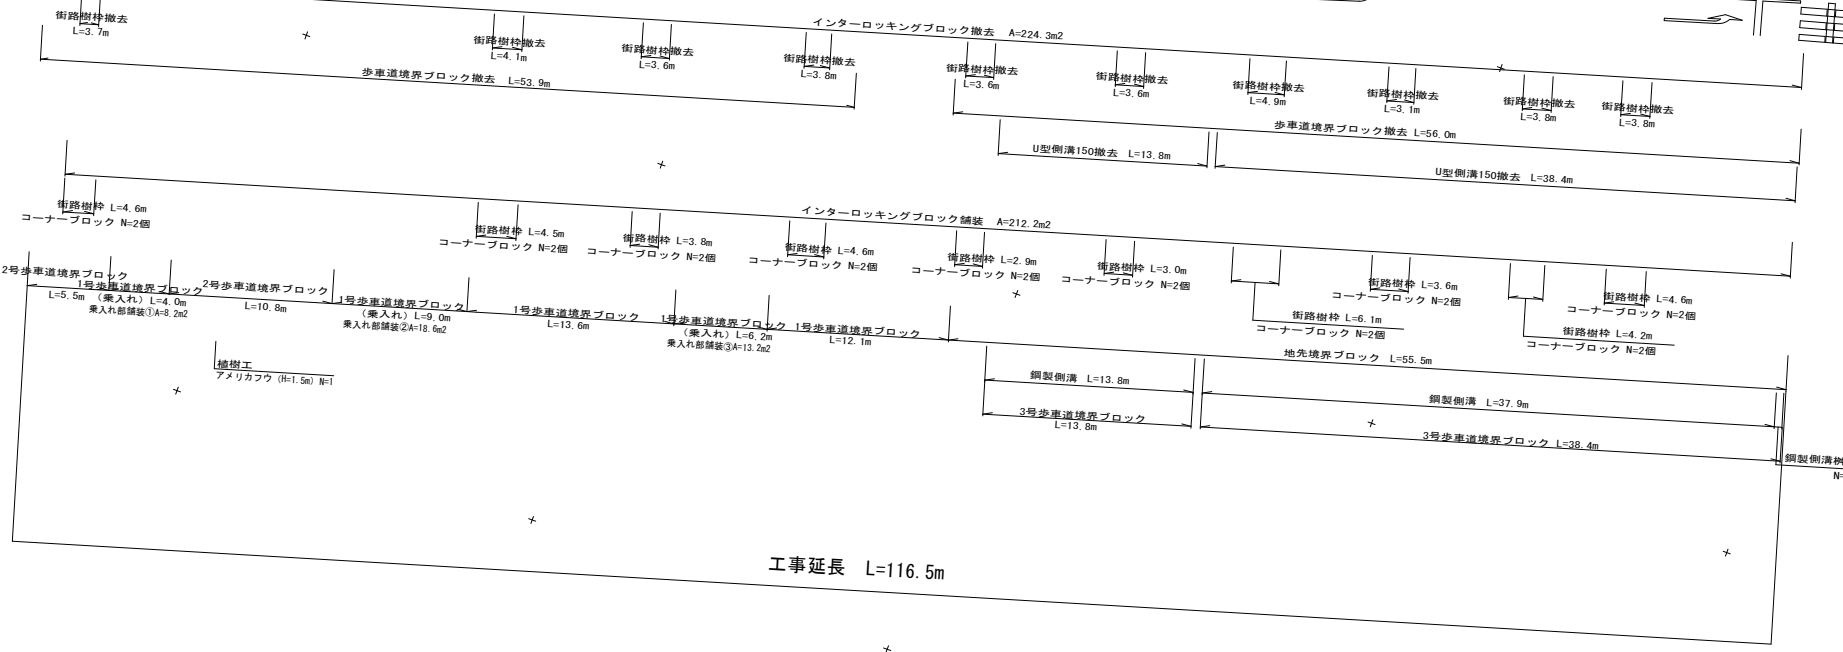 街路樹枠撤去
L=3.7m
インターロッキングブロック撤去　A=224.3m2
街路樹枠撤去
L=4.1m
街路樹枠撤去
L=3.6m
街路樹枠撤去
L=3.8m
街路樹枠撤去
L=3.6m
街路樹枠撤去
L=3.6m
街路樹枠撤去
L=4.9m
街路樹枠撤去
L=3.1m
街路樹枠撤去
L=3.8m
街路樹枠撤去
L=3.8m
歩車道境界ブロック撤去　L=53.9m
歩車道境界ブロック撤去 L=56.0m
U型側溝150撤去　L=13.8m
U型側溝150撤去　L=38.4m
インターロッキングブロック舗装　A=212.2m2
街路樹枠 L=4.6m
コーナーブロック N=2個
街路樹枠 L=4.5m
コーナーブロック N=2個
街路樹枠 L=3.8m
コーナーブロック N=2個
街路樹枠 L=4.6m
コーナーブロック N=2個
街路樹枠 L=2.9m
コーナーブロック N=2個
街路樹枠 L=3.0m
コーナーブロック N=2個
街路樹枠 L=6.1m
コーナーブロック N=2個
街路樹枠 L=3.6m
コーナーブロック N=2個
街路樹枠 L=4.2m
コーナーブロック N=2個
街路樹枠 L=4.6m
コーナーブロック N=2個
2号歩車道境界ブロック
L=5.5m
1号歩車道境界ブロック
（乗入れ）L=4.0m
乗入れ部舗装①A=8.2m2
2号歩車道境界ブロック
L=10.8m
1号歩車道境界ブロック
（乗入れ）L=9.0m
乗入れ部舗装②A=18.6m2
1号歩車道境界ブロック
L=13.6m
1号歩車道境界ブロック
（乗入れ）L=6.2m
乗入れ部舗装③A=13.2m2
1号歩車道境界ブロック
L=12.1m
地先境界ブロック　L=55.5m
植樹工
アメリカフウ（H=1.5m）N=1
鋼製側溝　L=13.8m
鋼製側溝　L=37.9m
3号歩車道境界ブロック
L=13.8m
3号歩車道境界ブロック L=38.4m
鋼製側溝桝
N=
工事延長　L=116.5m